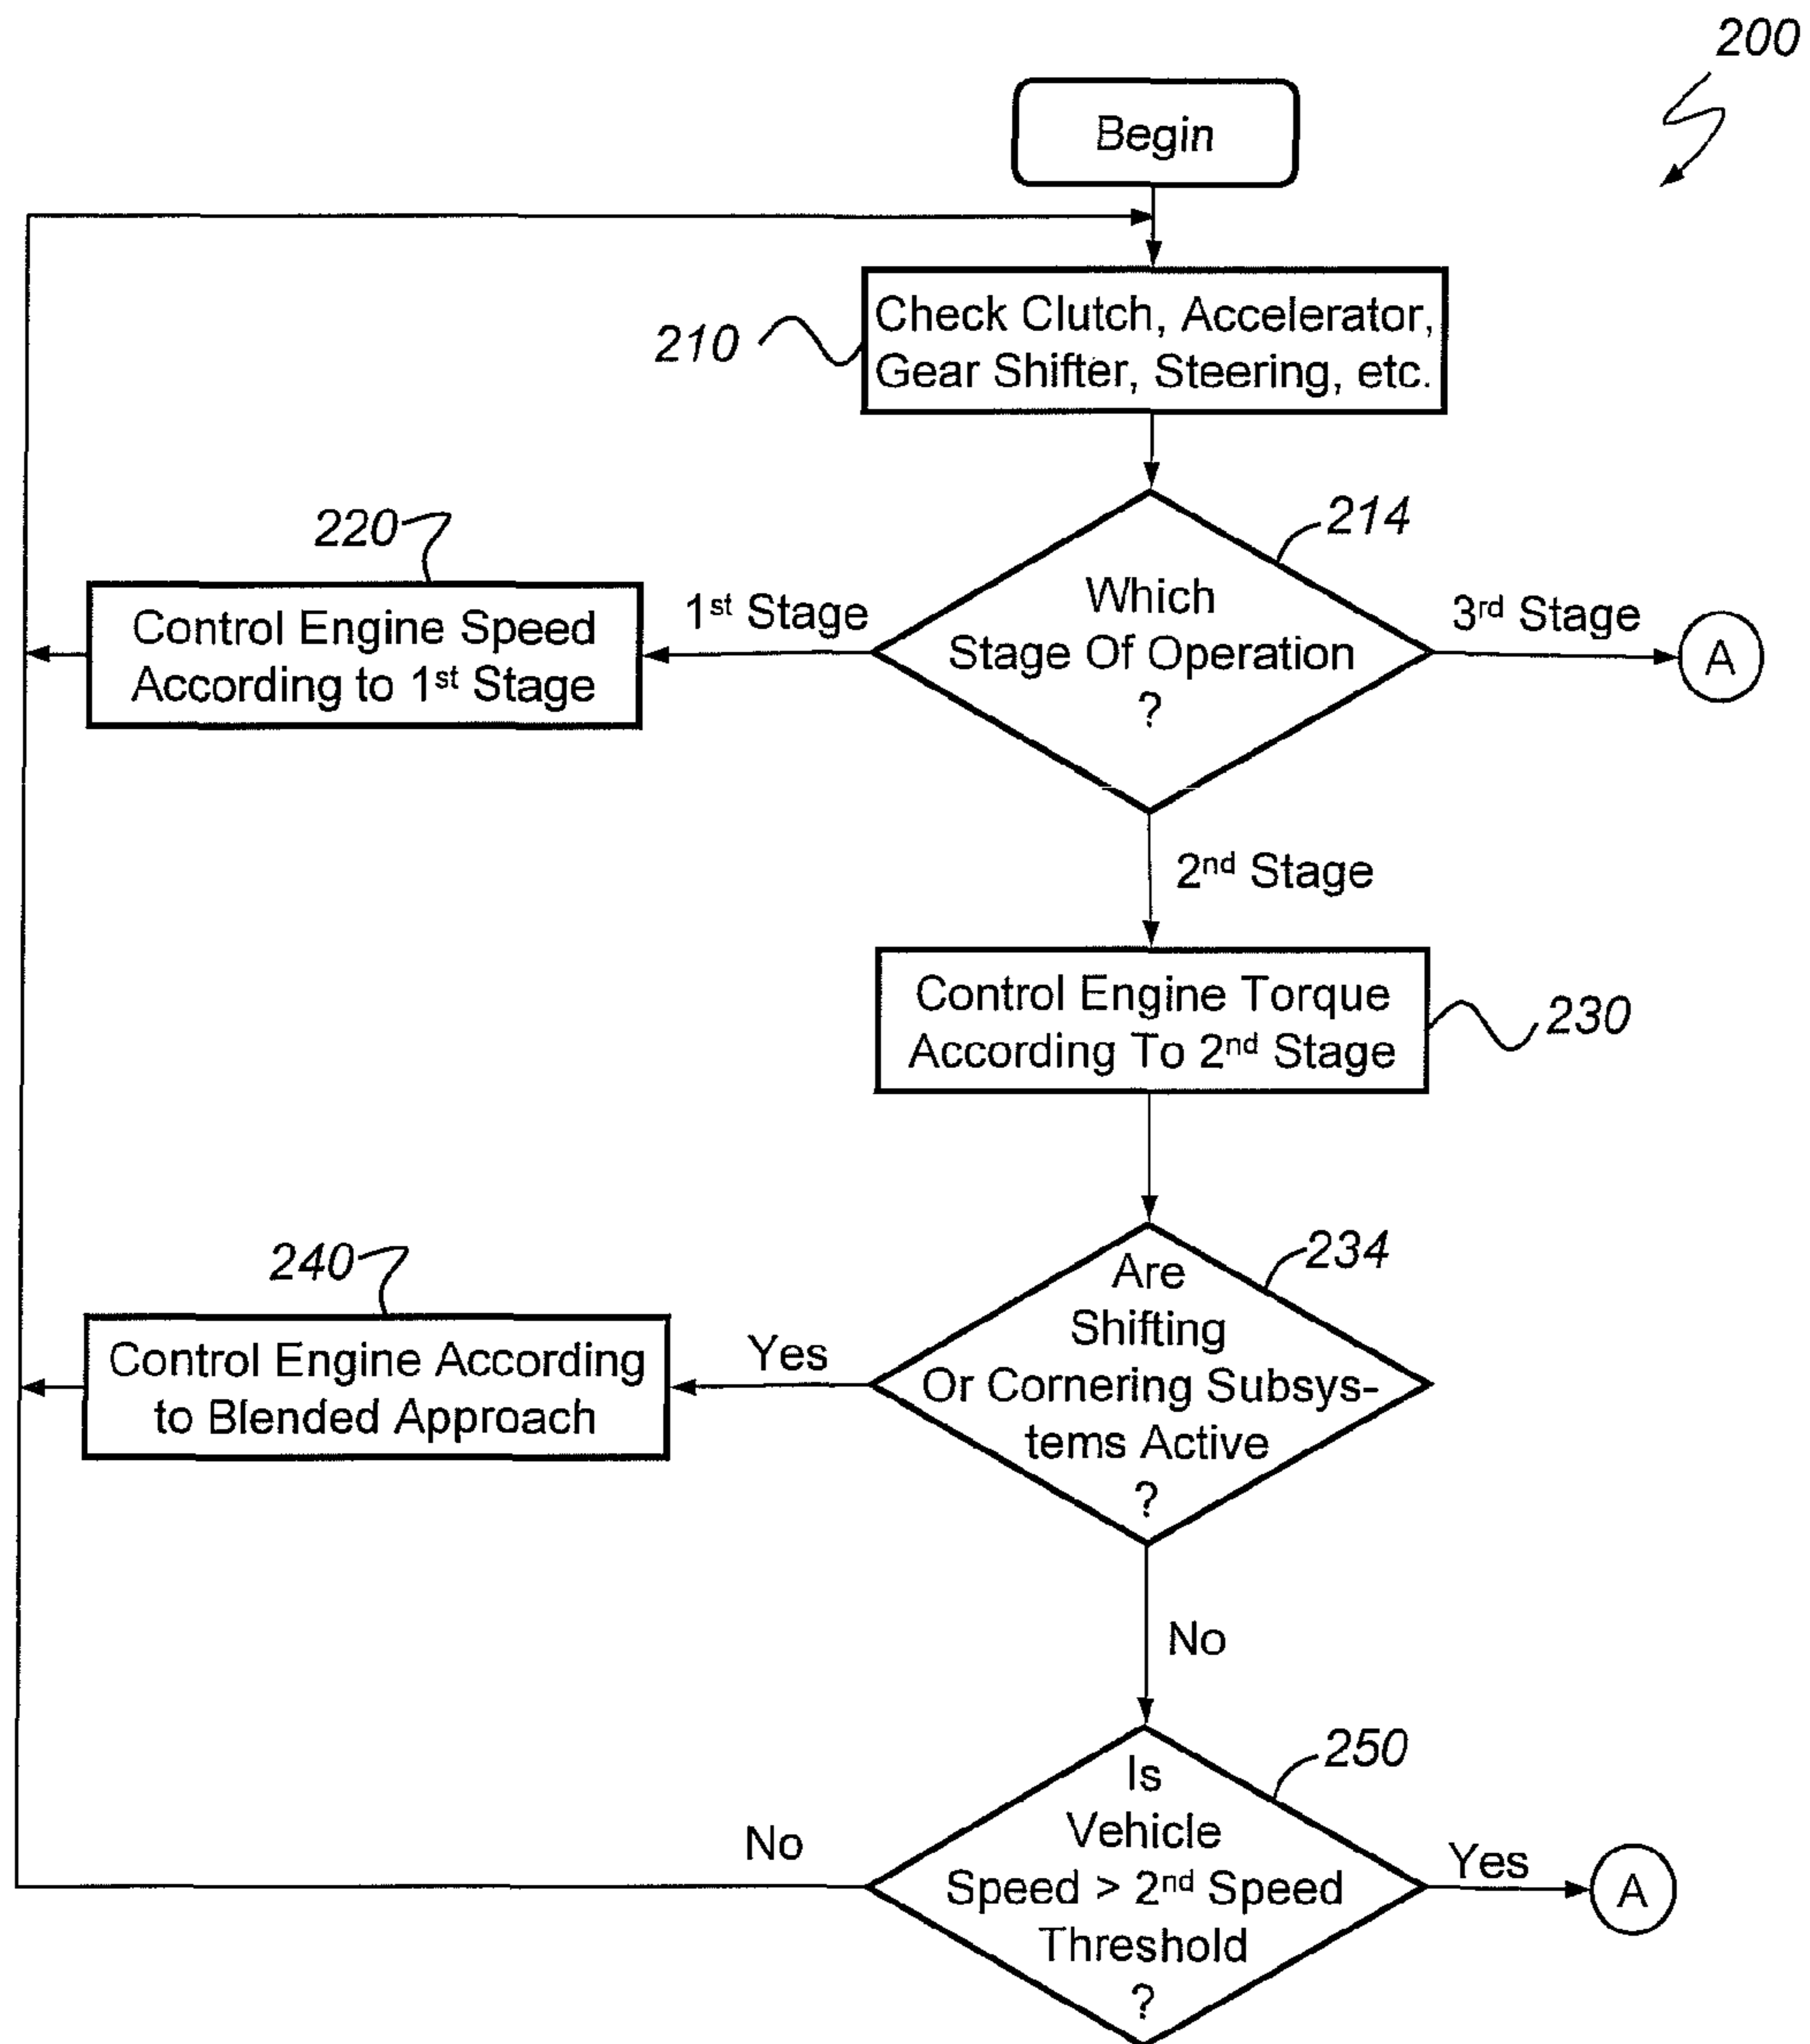 200
Begin
210
Check Clutch, Accelerator,
Gear Shifter, Steering, etc.
214
Which
Stage Of Operation
?
1st Stage
3rd Stage
A
220
Control Engine Speed
According to 1st Stage
2nd Stage
Control Engine Torque
According To 2nd Stage
230
234
Are
Shifting
Or Cornering Subsys-
tems Active
?
Yes
240
Control Engine According
to Blended Approach
No
250
Is
Vehicle
Speed > 2nd Speed
Threshold
?
No
Yes
A